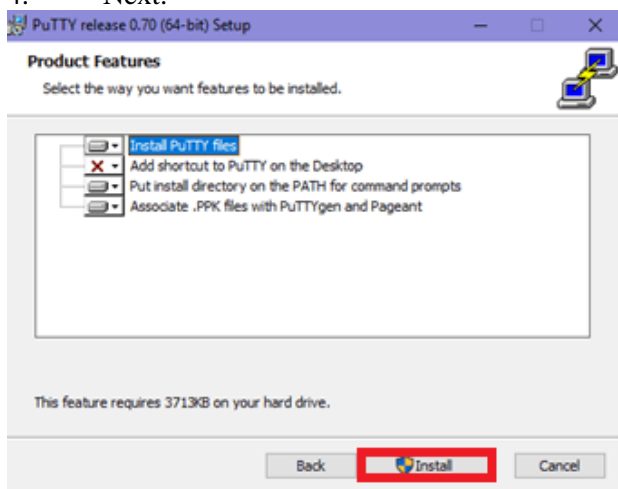 4. Next.
PuTTY release 0.70 (64-bit) Setup
Product Features
Select the way you want features to be installed.
Install PuTTY files
Add shortcut to PuTTY on the Desktop
Put install directory on the PATH for command prompts
Associate .PPK files with PuTTYgen and Pageant
This feature requires 3713KB on your hard drive.
Back Install Cancel